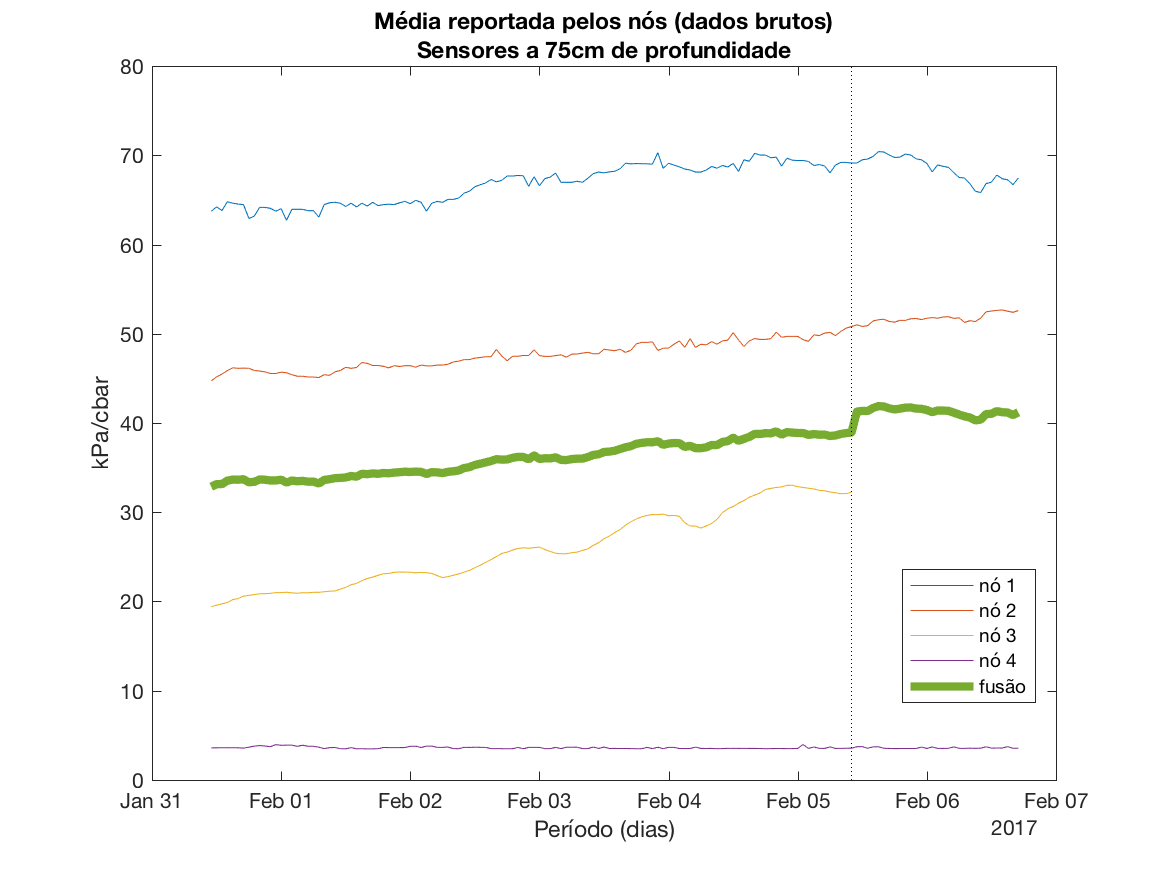 Média reportada pelos nós (dados brutos)
Sensores a 75cm de profundidade
80
70
60
50
40
30
20
10
0
kPa/cbar
nó 1
nó 2
nó 3
nó 4
fusão
Jan 31 Feb 01 Feb 02 Feb 03 Feb 04 Feb 05 Feb 06 Feb 07
Período (dias)
2017